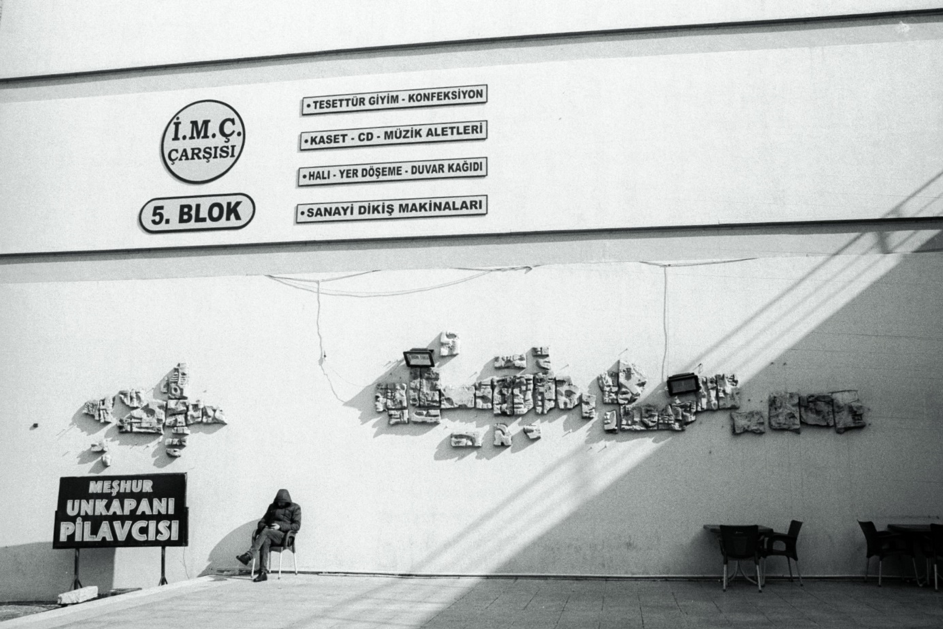 İ.M.Ç.
ÇARŞISI
5. BLOK
• TESETTÜR GİYİM - KONFEKSİYON
• KASET - CD - MÜZİK ALETLERİ
• HALI - YER DÖŞEME - DUVAR KAĞIDI
• SANAYİ DİKİŞ MAKİNALARI
MEŞHUR
UNKAPANI
PİLAVCISI